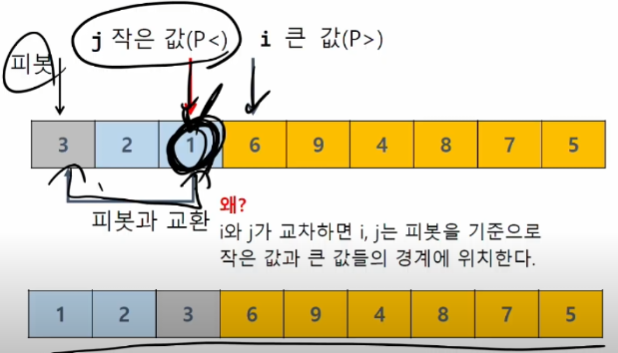 j 작은 값(P<) i 큰 값(P>)
피봇
3 2 1 6 9 4 8 7 5
피봇과 교환
왜?
i와 j가 교차하면 i, j는 피봇을 기준으로
작은 값과 큰 값들의 경계에 위치한다.
1 2 3 6 9 4 8 7 5